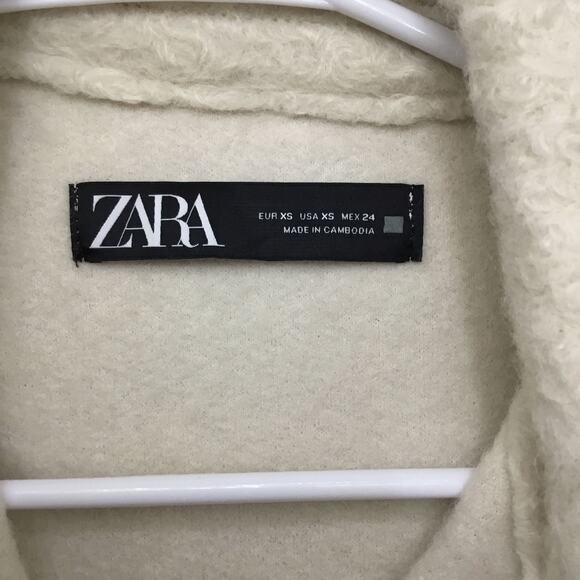 ZARA
EUR XS USA XS MEX 24
MADE IN CAMBODIA